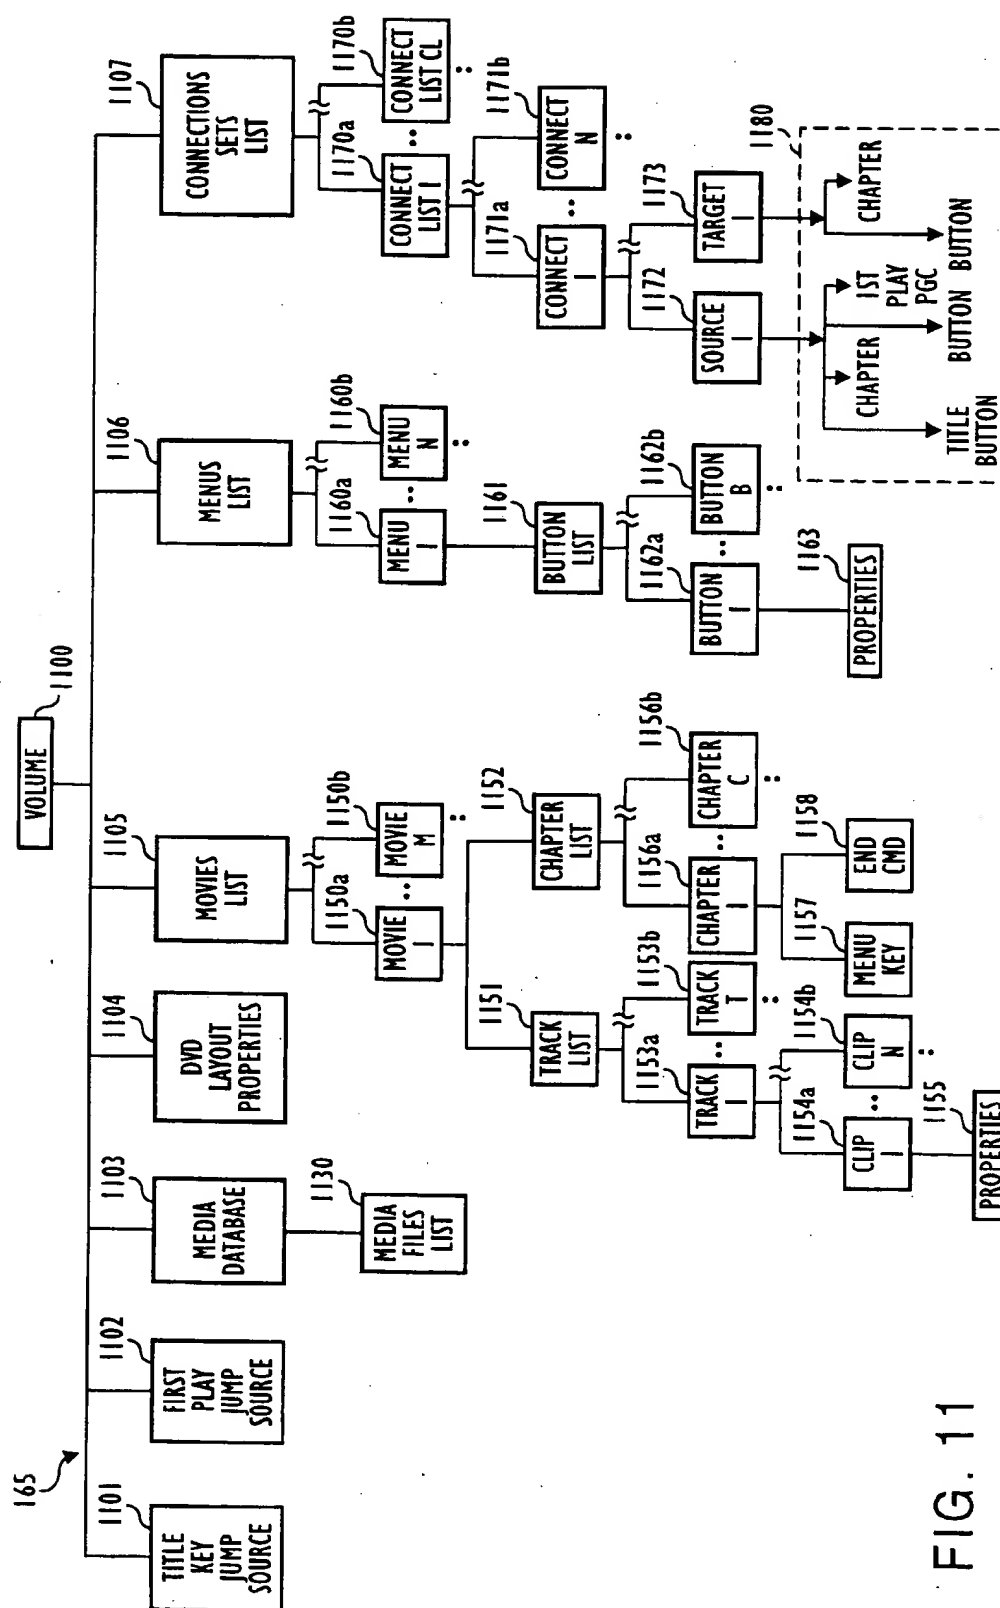 165
VOLUME
1100
1101
TITLE
KEY
JUMP
SOURCE
1102
FIRST
PLAY
JUMP
SOURCE
1103
MEDIA
DATABASE
1104
DVD
LAYOUT
PROPERTIES
1105
MOVIES
LIST
1106
MENUS
LIST
1107
CONNECTIONS
SETS
LIST
1130
MEDIA
FILES
LIST
1150a
MOVIE
1
1150b
MOVIE
M
1151
TRACK
LIST
1152
CHAPTER
LIST
1153a
TRACK
1
1153b
TRACK
T
1154a
CLIP
1
1154b
CLIP
N
1155
PROPERTIES
1156a
CHAPTER
1
1156b
CHAPTER
C
1157
MENU
KEY
1158
END
CMD
1160a
MENU
1
1160b
MENU
N
1161
BUTTON
LIST
1162a
BUTTON
1
1162b
BUTTON
B
1163
PROPERTIES
1170a
CONNECT
LIST 1
1170b
CONNECT
LIST CL
1171a
CONNECT
1
1171b
CONNECT
N
1172
SOURCE
1
1173
TARGET
1
1180
TITLE
BUTTON
CHAPTER
BUTTON
1ST
PLAY
PGC
BUTTON
CHAPTER
FIG. 11